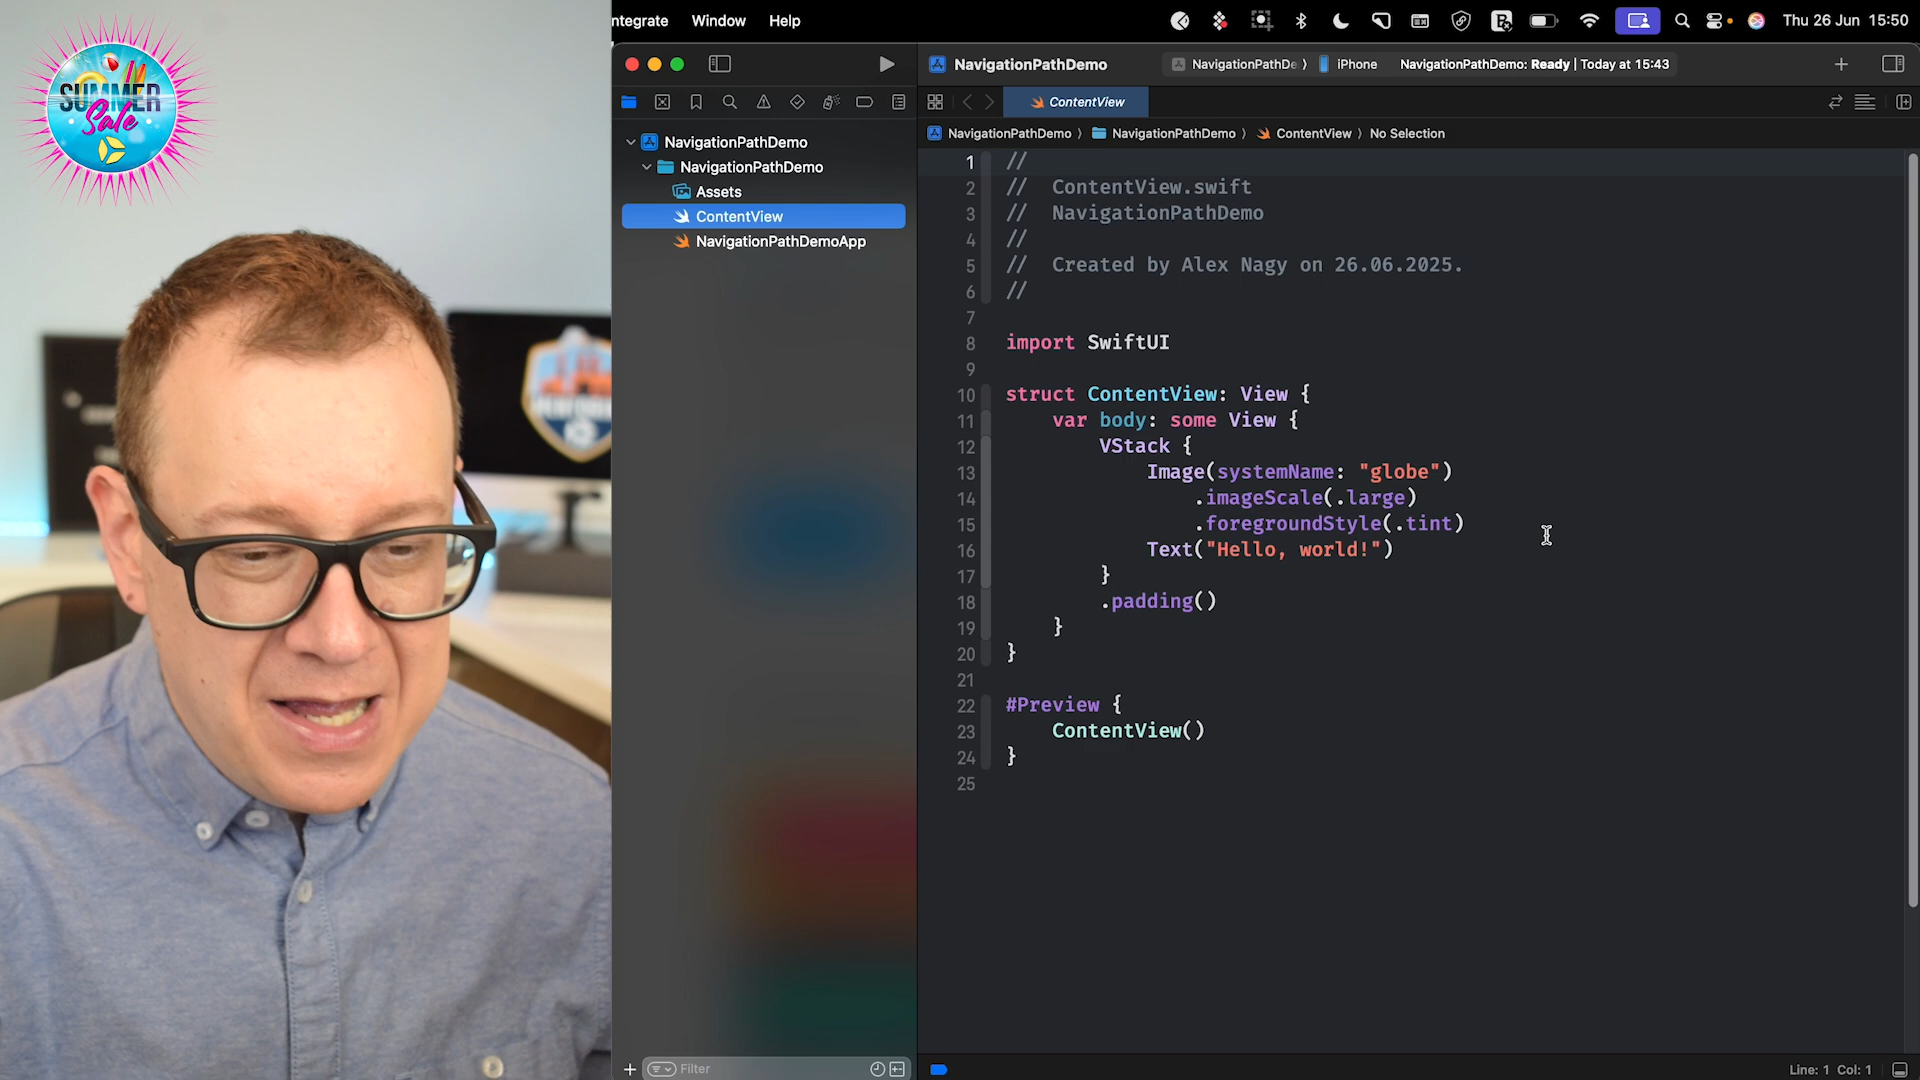 SUMMER
Sale
ntegrate Window Help
Thu 26 Jun 15:50
NavigationPathDemo
NavigationPathDe
iPhone
NavigationPathDemo: Ready | Today at 15:43
ContentView
NavigationPathDemo 〉 NavigationPathDemo 〉 ContentView 〉 No Selection
NavigationPathDemo
NavigationPathDemo
Assets
ContentView
NavigationPathDemoApp
1 //
2 //  ContentView.swift
3 //  NavigationPathDemo
4 //
5 //  Created by Alex Nagy on 26.06.2025.
6 //
7
8 import SwiftUI
9
10 struct ContentView: View {
11     var body: some View {
12         VStack {
13             Image(systemName: "globe")
14                 .imageScale(.large)
15                 .foregroundStyle(.tint)
16             Text("Hello, world!")
17         }
18         .padding()
19     }
20 }
21
22 #Preview {
23     ContentView()
24 }
25
Filter
Line: 1 Col: 1